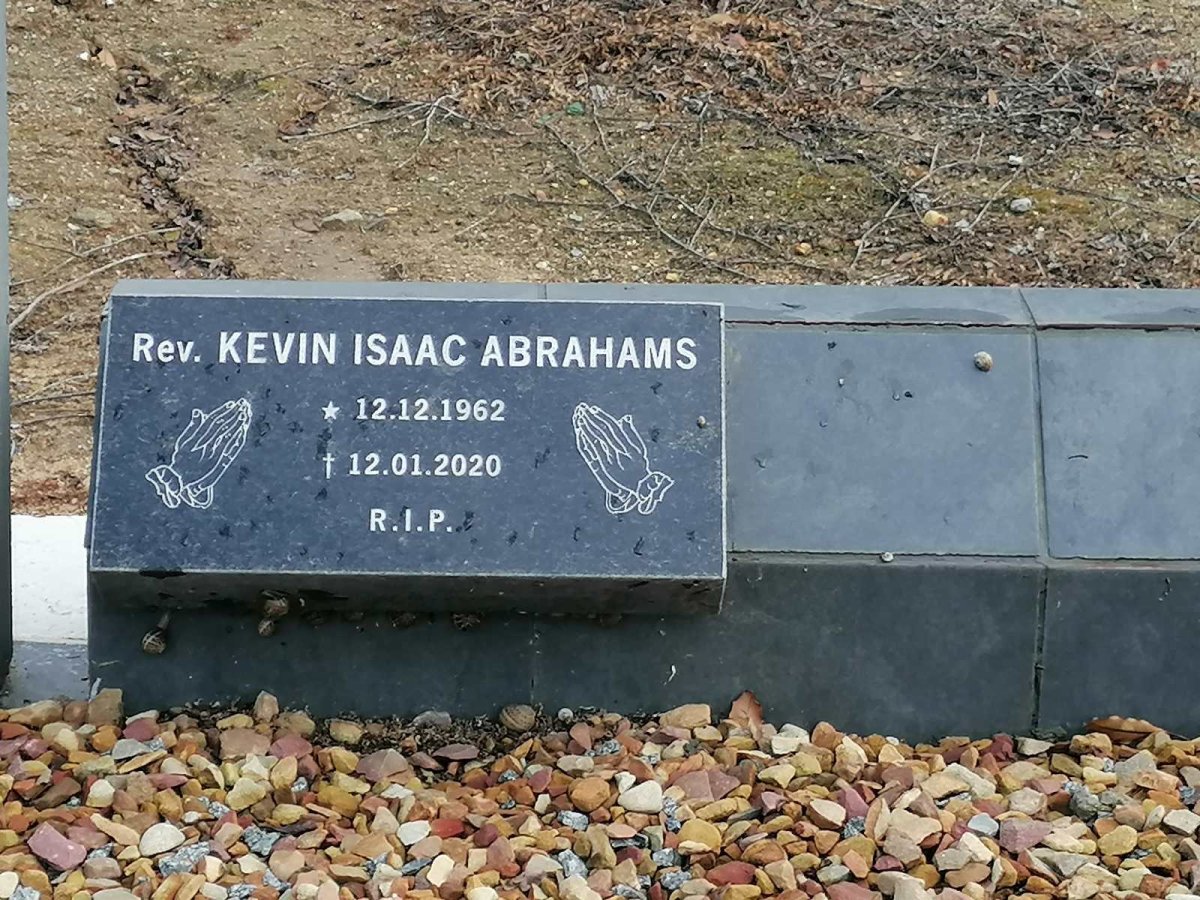 Rev. KEVIN ISAAC ABRAHAMS
★ 12.12.1962
† 12.01.2020
R.I.P.